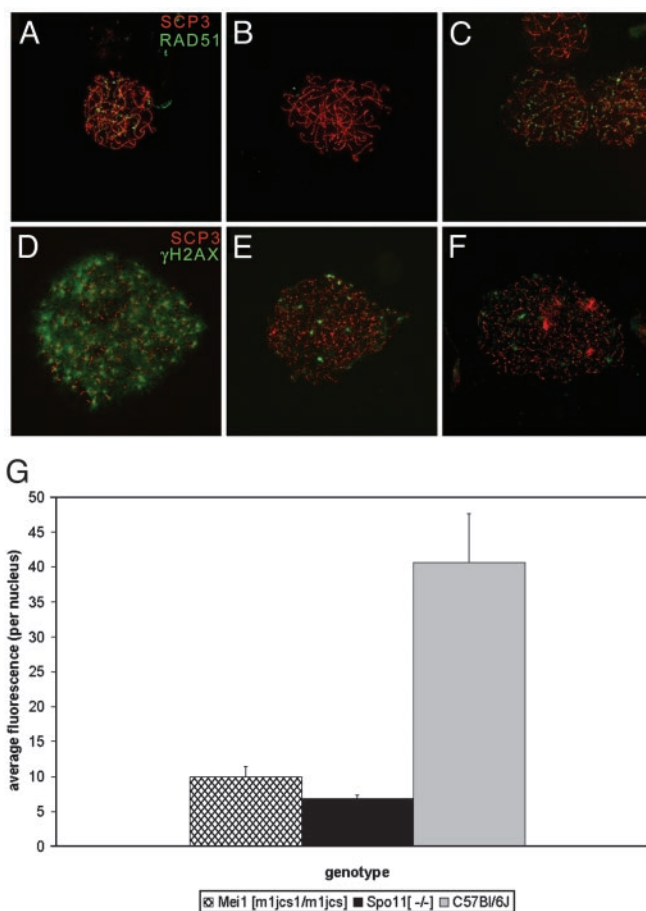 A
SCP3
RAD51
B
C
D
SCP3
γH2AX
E
F
G
average fluorescence (per nucleus)
50
45
40
35
30
25
20
15
10
5
0
genotype
Mei1 [m1jcs1/m1jcs] Spo11[ -/-] C57Bl/6J